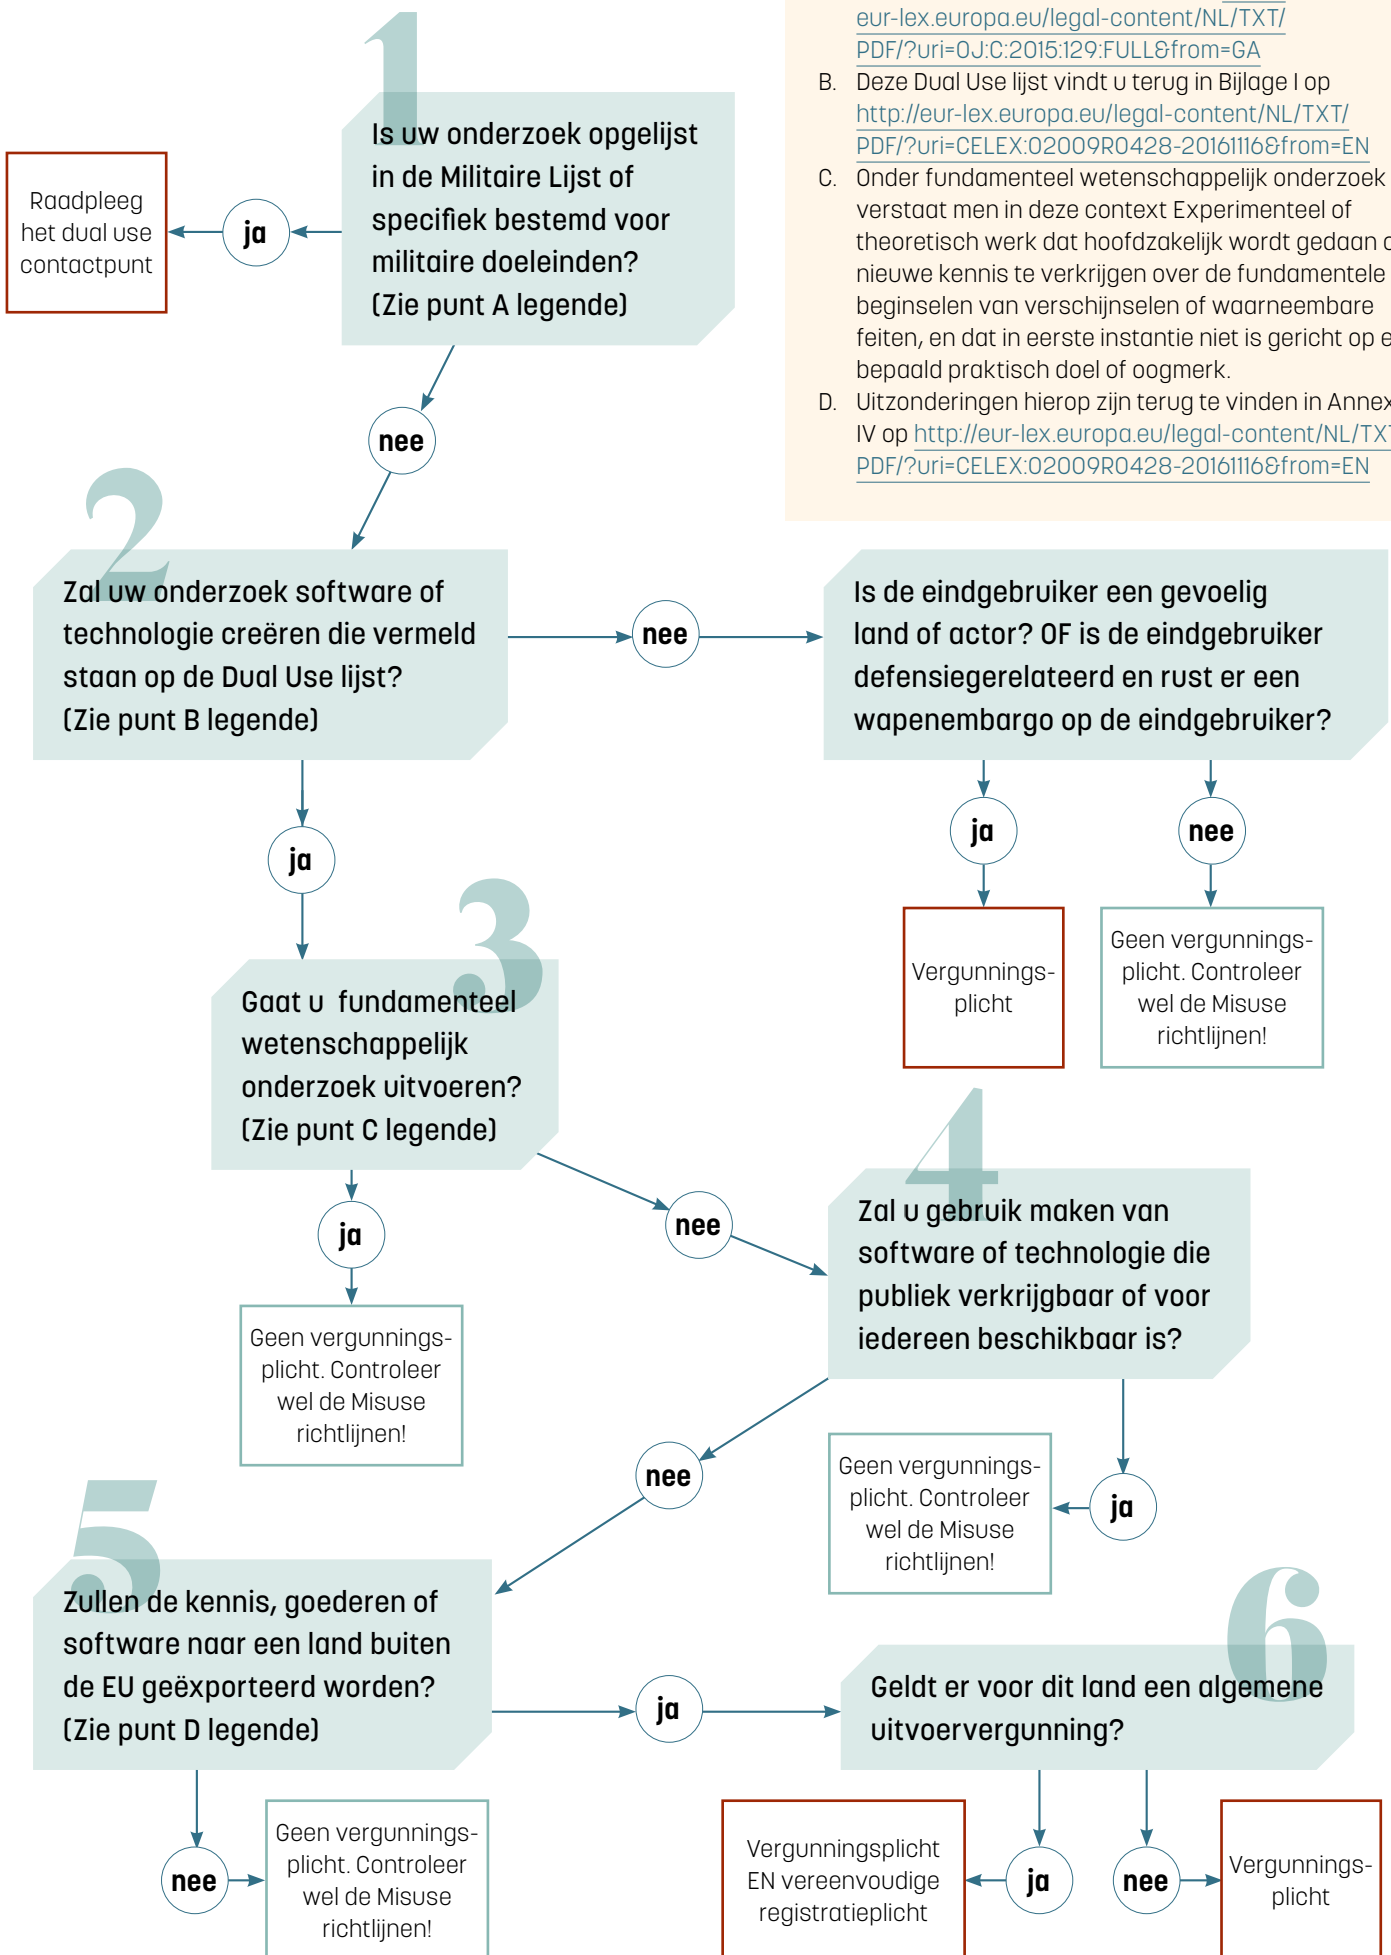 eur-lex.europa.eu/legal-content/NL/TXT/
PDF/?uri=OJ:C:2015:129:FULL&from=GA
B. Deze Dual Use lijst vindt u terug in Bijlage I op
http://eur-lex.europa.eu/legal-content/NL/TXT/
PDF/?uri=CELEX:02009R0428-20161116&from=EN
C. Onder fundamenteel wetenschappelijk onderzoek
verstaat men in deze context Experimenteel of
theoretisch werk dat hoofdzakelijk wordt gedaan
nieuwe kennis te verkrijgen over de fundamentele
beginselen van verschijnselen of waarneembare
feiten, en dat in eerste instantie niet is gericht op
bepaald praktisch doel of oogmerk.
D. Uitzonderingen hierop zijn terug te vinden in Annex
IV op http://eur-lex.europa.eu/legal-content/NL/TXT
PDF/?uri=CELEX:02009R0428-20161116&from=EN
1
Is uw onderzoek opgelijst
in de Militaire Lijst of
specifiek bestemd voor
militaire doeleinden?
(Zie punt A legende)
ja
Raadpleeg
het dual use
contactpunt
nee
2
Zal uw onderzoek software of
technologie creëren die vermeld
staan op de Dual Use lijst?
(Zie punt B legende)
nee
Is de eindgebruiker een gevoelig
land of actor? OF is de eindgebruiker
defensiegerelateerd en rust er een
wapenembargo op de eindgebruiker?
ja
nee
Vergunnings-
plicht
Geen vergunnings-
plicht. Controleer
wel de Misuse
richtlijnen!
ja
3
Gaat u fundamenteel
wetenschappelijk
onderzoek uitvoeren?
(Zie punt C legende)
ja
Geen vergunnings-
plicht. Controleer
wel de Misuse
richtlijnen!
nee
4
Zal u gebruik maken van
software of technologie die
publiek verkrijgbaar of voor
iedereen beschikbaar is?
ja
Geen vergunnings-
plicht. Controleer
wel de Misuse
richtlijnen!
nee
5
Zullen de kennis, goederen of
software naar een land buiten
de EU geëxporteerd worden?
(Zie punt D legende)
nee
Geen vergunnings-
plicht. Controleer
wel de Misuse
richtlijnen!
ja
6
Geldt er voor dit land een algemene
uitvoervergunning?
ja
Vergunningsplicht
EN vereenvoudige
registratieplicht
nee
Vergunnings-
plicht